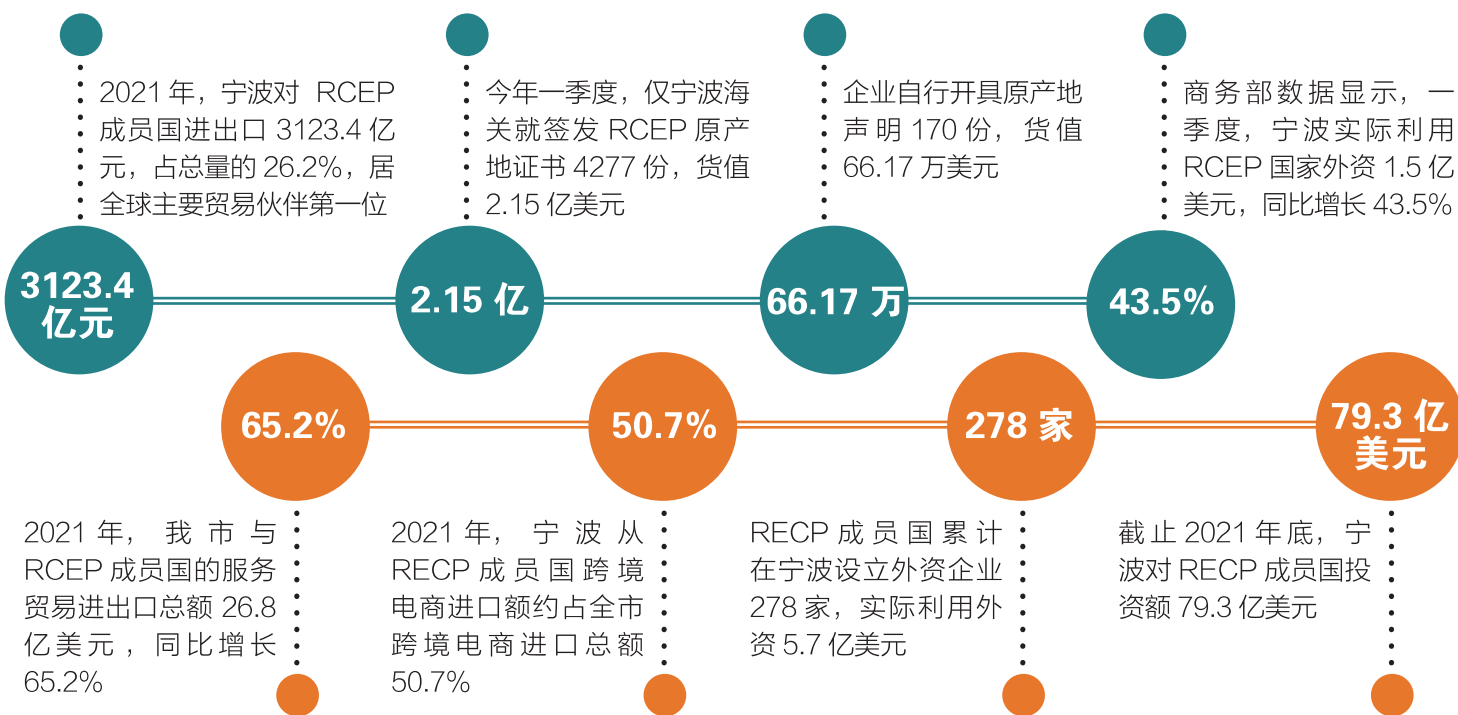 2021 年，宁波对 RCEP
成员国进出口 3123.4 亿
元，占总量的 26.2%，居
全球主要贸易伙伴第一位
今年一季度，仅宁波海
关就签发 RCEP 原产
地证书 4277 份，货值
2.15 亿美元
企业自行开具原产地
声明 170 份，货值
66.17 万美元
商务部数据显示，一
季度，宁波实际利用
RCEP 国家外资 1.5 亿
美元，同比增长 43.5%
3123.4
亿元
2.15 亿
66.17 万
43.5%
65.2%
50.7%
278 家
79.3 亿
美元
2021 年，我市与
RCEP 成员国的服务
贸易进出口总额 26.8
亿美元，同比增长
65.2%
2021 年，宁波从
RECP 成员国跨境
电商进口额约占全市
跨境电商进口总额
50.7%
RECP 成员国累计
在宁波设立外资企业
278 家，实际利用外
资 5.7 亿美元
截止 2021 年底，宁
波对 RECP 成员国投
资额 79.3 亿美元